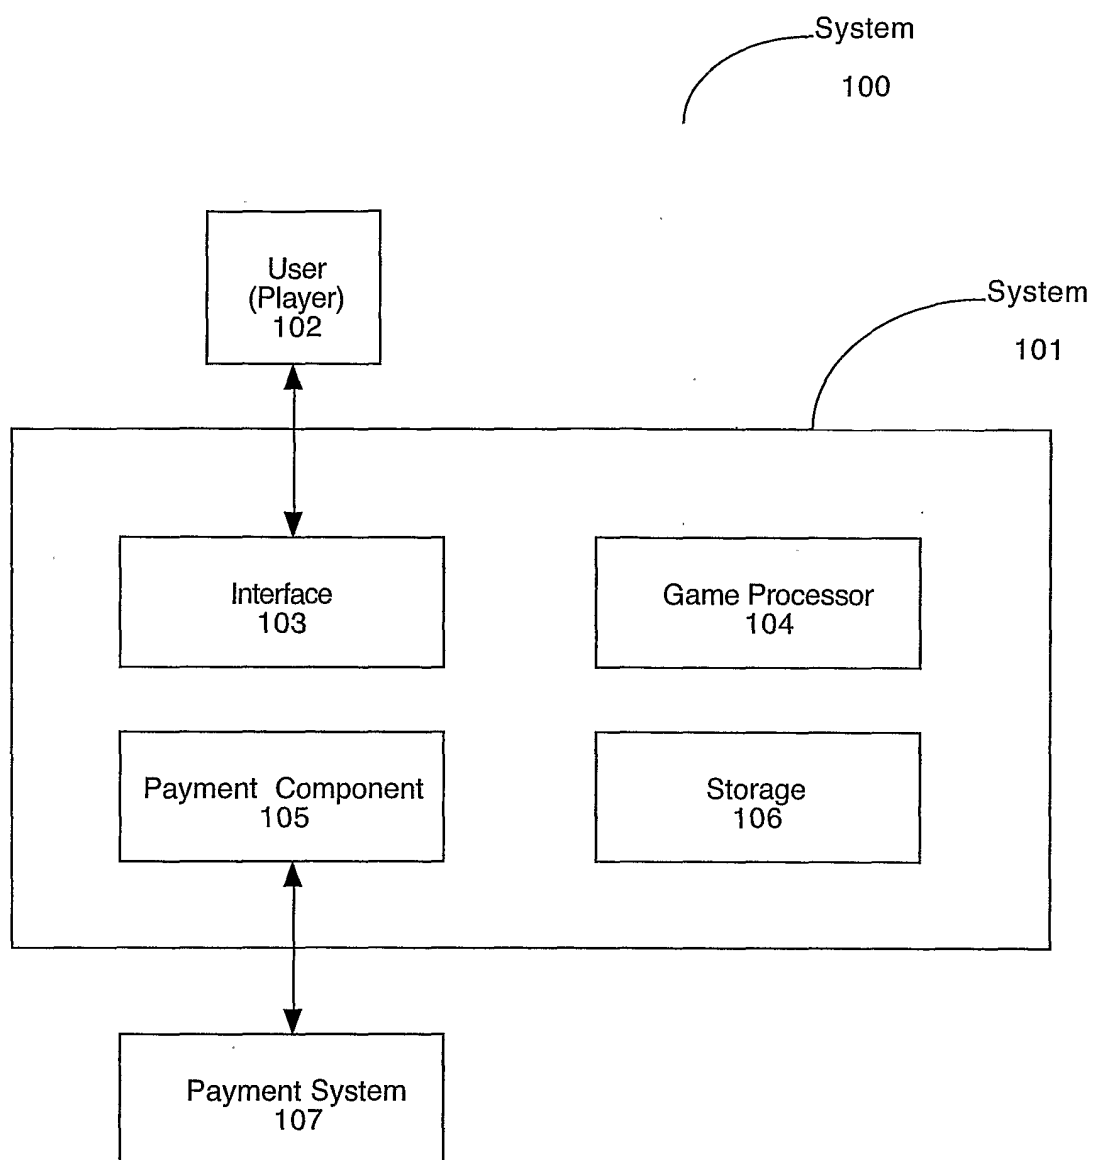 System
100
User
(Player)
102
System
101
Interface
103
Game Processor
104
Payment Component
105
Storage
106
Payment System
107